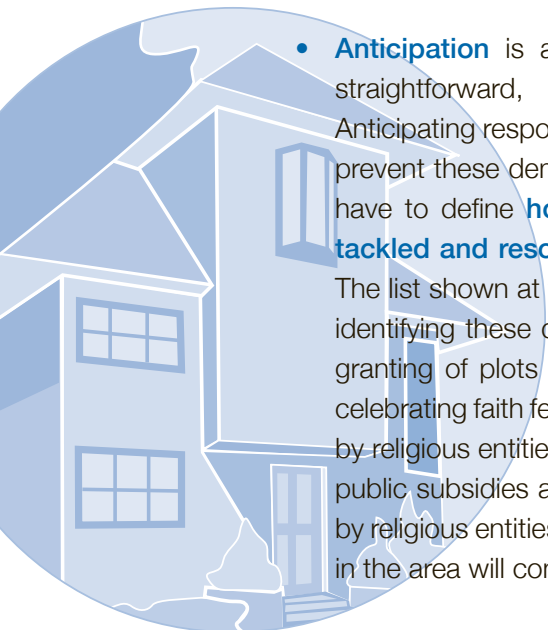 • Anticipation is a
straightforward,
Anticipating respo
prevent these der
have to define ho
tackled and reso
The list shown at
identifying these c
granting of plots
celebrating faith fe
by religious entitie
public subsidies a
by religious entities
in the area will cor